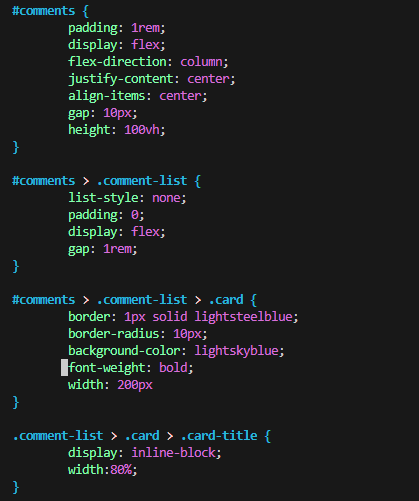 #comments {
padding: 1rem;
display: flex;
flex-direction: column;
justify-content: center;
align-items: center;
gap: 10px;
height: 100vh;
}
#comments > .comment-list {
list-style: none;
padding: 0;
display: flex;
gap: 1rem;
}
#comments > .comment-list > .card {
border: 1px solid lightsteelblue;
border-radius: 10px;
background-color: lightskyblue;
font-weight: bold;
width: 200px
}
.comment-list > .card > .card-title {
display: inline-block;
width:80%;
}